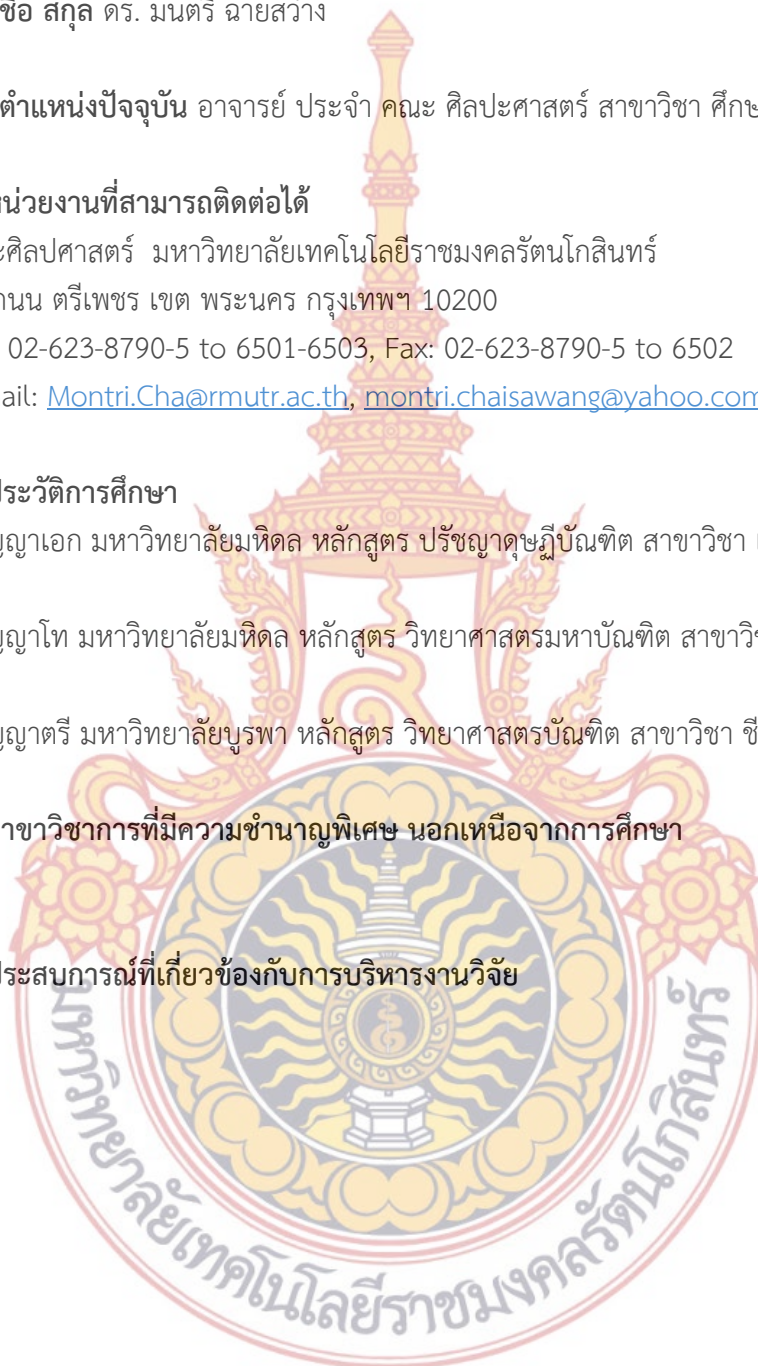 ชื่อ สกุล ดร. มนตรี ฉายสว่าง
ตำแหน่งปัจจุบัน อาจารย์ ประจำ คณะ ศิลปะศาสตร์ สาขาวิชา
หน่วยงานที่สามารถติดต่อได้
ศิลปศาสตร์ มหาวิทยาลัยเทคโนโลยีราชมงคลรัตนโกสินทร์
ถนน ตรีเพชร เขต พระนคร กรุงเทพฯ 10200
02-623-8790-5 to 6501-6503, Fax: 02-623-8790-5 to 6502
ail: Montri.Cha@rmutr.ac.th, montri.chaisawang@yahoo.com
ประวัติการศึกษา
ญญาเอก มหาวิทยาลัยมหิดล หลักสูตร ปรัชญาดุษฎีบัณฑิต สาขาวิชา
ญญาโท มหาวิทยาลัยมหิดล หลักสูตร วิทยาศาสตรมหาบัณฑิต สาขาวิช
ญญาตรี มหาวิทยาลัยบูรพา หลักสูตร วิทยาศาสตรบัณฑิต สาขาวิชา ชี
าขาวิชาการที่มีความชำนาญพิเศษ นอกเหนือจากการศึกษา
ประสบการณ์ที่เกี่ยวข้องกับการบริหารงานวิจัย
มหาวิทยาลัยเทคโนโลยีราชมงคลรัตนโกสินทร์